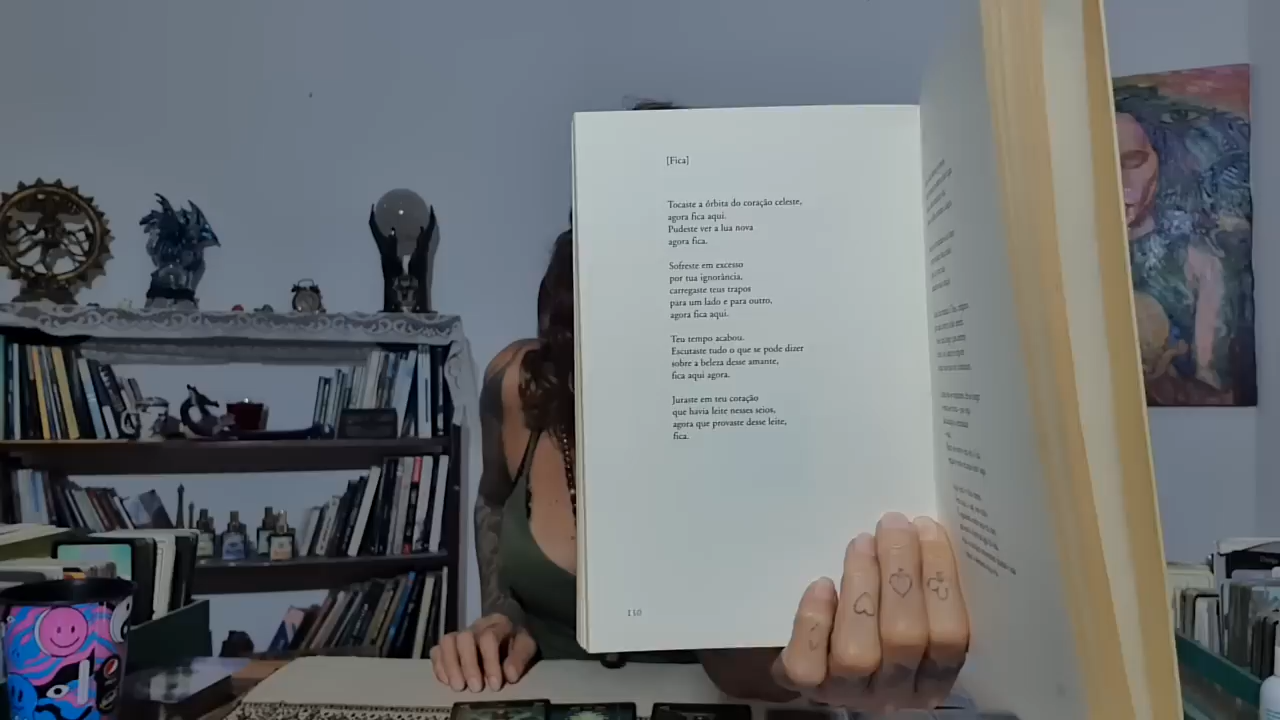 [Fica]
Tocaste a órbita do coração celeste,
agora fica aqui.
Pudeste ver a lua nova
agora fica.
Sofreste em excesso
por tua ignorância,
carregaste teus trapos
para um lado e para outro,
agora fica aqui.
Teu tempo acabou.
Escutaste tudo o que se pode dizer
sobre a beleza desse amante,
fica aqui agora.
Juraste em teu coração
que havia leite nesses seios,
agora que provaste desse leite,
fica.
110